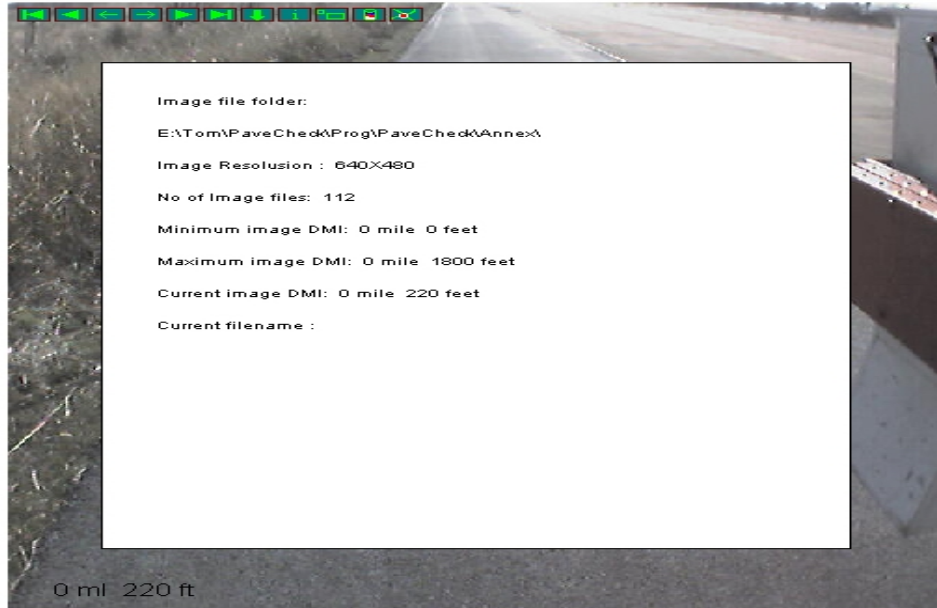 Image file folder:
E:\Tom\PaveCheck\Prog\PaveCheck\Annex\
Image Resolusion : 640X480
No of Image files: 112
Minimum image DMI: 0 mile 0 feet
Maximum image DMI: 0 mile 1800 feet
Current image DMI: 0 mile 220 feet
Current filename :
0 ml 220 ft